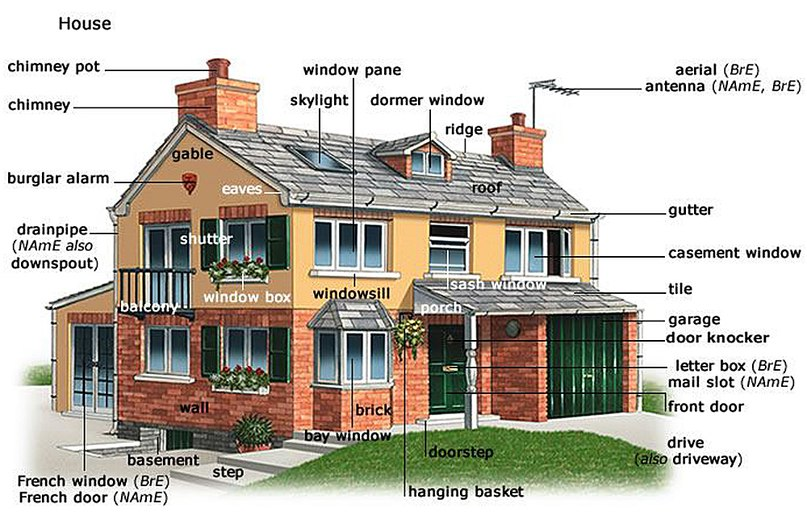 House
chimney pot
window pane
aerial (BrE)
antenna (NAmE, BrE)
skylight
dormer window
chimney
ridge
gable
burglar alarm
eaves
roof
gutter
drainpipe
(NAmE also
downspout)
shutter
casement window
sash window
window box
windowsill
tile
balcony
porch
garage
door knocker
letter box (BrE)
mail slot (NAmE)
wall
brick
front door
bay window
drive
(also driveway)
doorstep
basement
step
French window (BrE)
French door (NAmE)
hanging basket